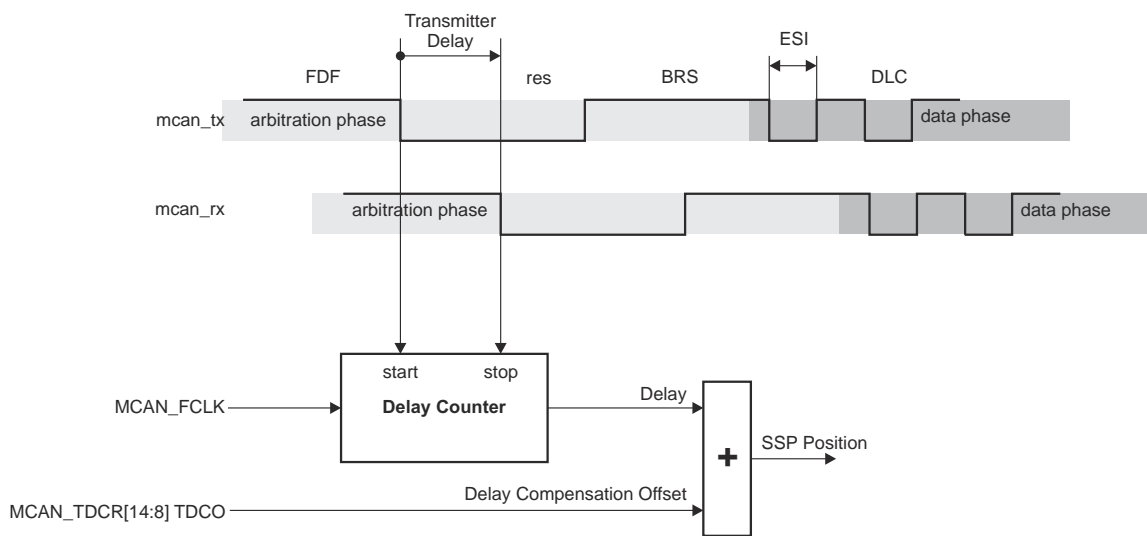 Transmitter
Delay
ESI
FDF
res
BRS
DLC
mcan_tx
arbitration phase
data phase
mcan_rx
arbitration phase
data phase
start
stop
MCAN_FCLK
Delay Counter
Delay
+
SSP Position
Delay Compensation Offset
MCAN_TDCR[14:8] TDCO